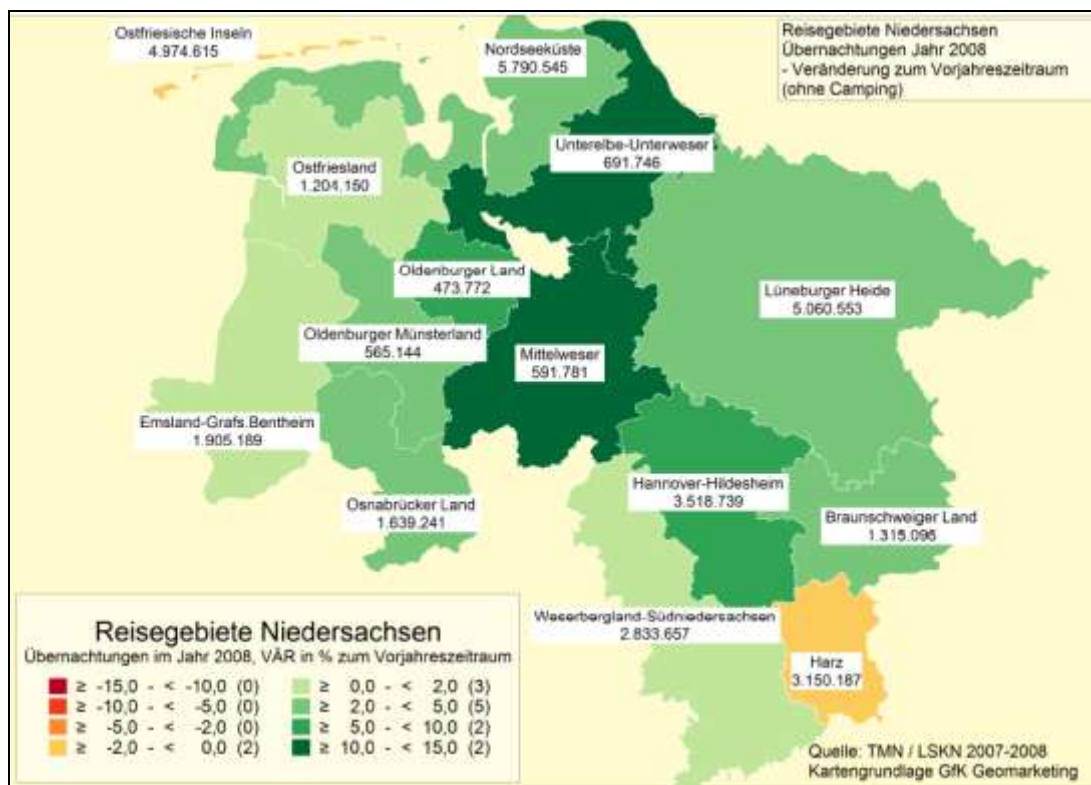 Ostfriesische Inseln
4.974.615
Nordseeküste
5.790.545
Reisegebiete Niedersachsen
Übernachtungen Jahr 2008
- Veränderung zum Vorjahreszeitraum
(ohne Camping)
Unterelbe-Unterweser
691.746
Ostfriesland
1.204.150
Oldenburger Land
473.772
Lüneburger Heide
5.060.553
Oldenburger Münsterland
565.144
Mittelweser
591.781
Emsland-Grafs.Bentheim
1.905.189
Hannover-Hildesheim
3.518.739
Osnabrücker Land
1.639.241
Braunschweiger Land
1.315.096
Weserbergland-Südniedersachsen
2.833.657
Harz
3.150.187
Reisegebiete Niedersachsen
Übernachtungen im Jahr 2008, VÄR in % zum Vorjahreszeitraum
≥ -15,0 - < -10,0 (0)
≥ -10,0 - < -5,0 (0)
≥ -5,0 - < -2,0 (0)
≥ -2,0 - < 0,0 (2)
≥ 0,0 - < 2,0 (3)
≥ 2,0 - < 5,0 (5)
≥ 5,0 - < 10,0 (2)
≥ 10,0 - < 15,0 (2)
Quelle: TMN / LSKN 2007-2008
Kartengrundlage GfK Geomarketing